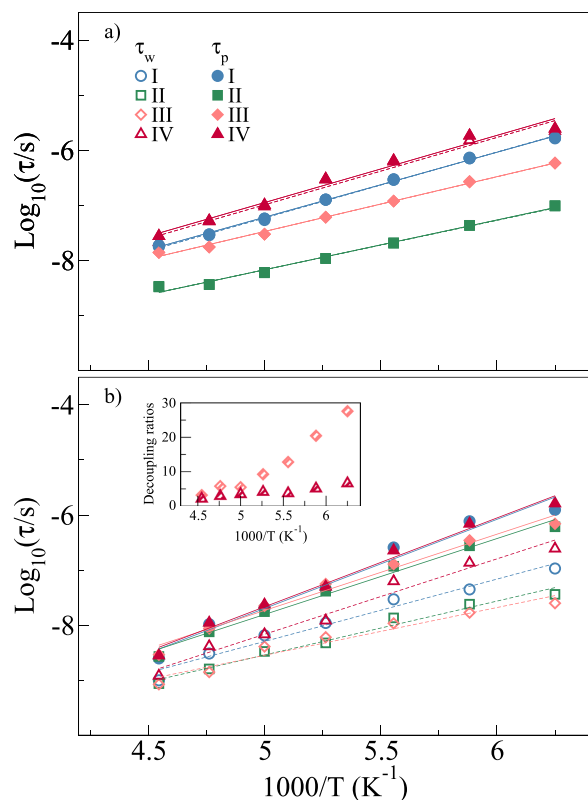 a)
τw τp
I I
II II
III III
IV IV
-4
-6
-8
Log10(τ/s)
b)
30
20
10
0
Decoupling ratios
4.5 5.0 5.5 6.0
1000/T (K-1)
-4
-6
-8
Log10(τ/s)
4.5 5 5.5 6
1000/T (K-1)